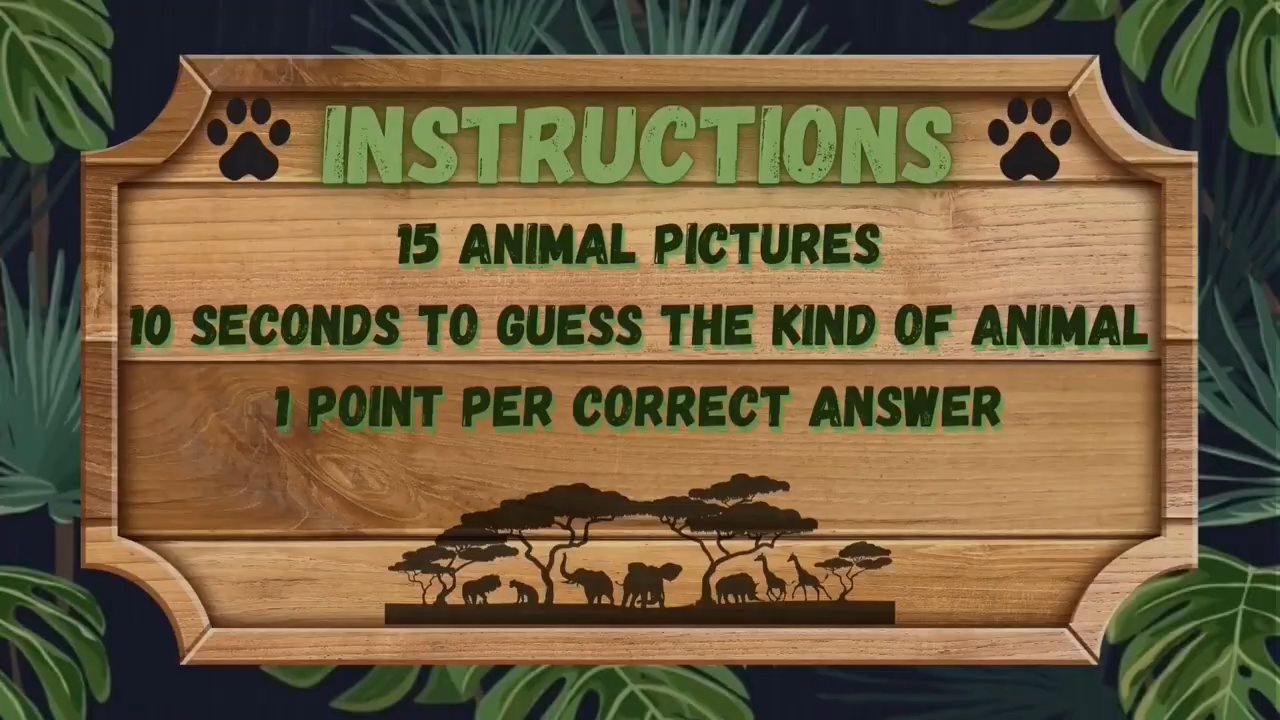 INSTRUCTIONS
15 ANIMAL PICTURES
10 SECONDS TO GUESS THE KIND OF ANIMAL
1 POINT PER CORRECT ANSWER